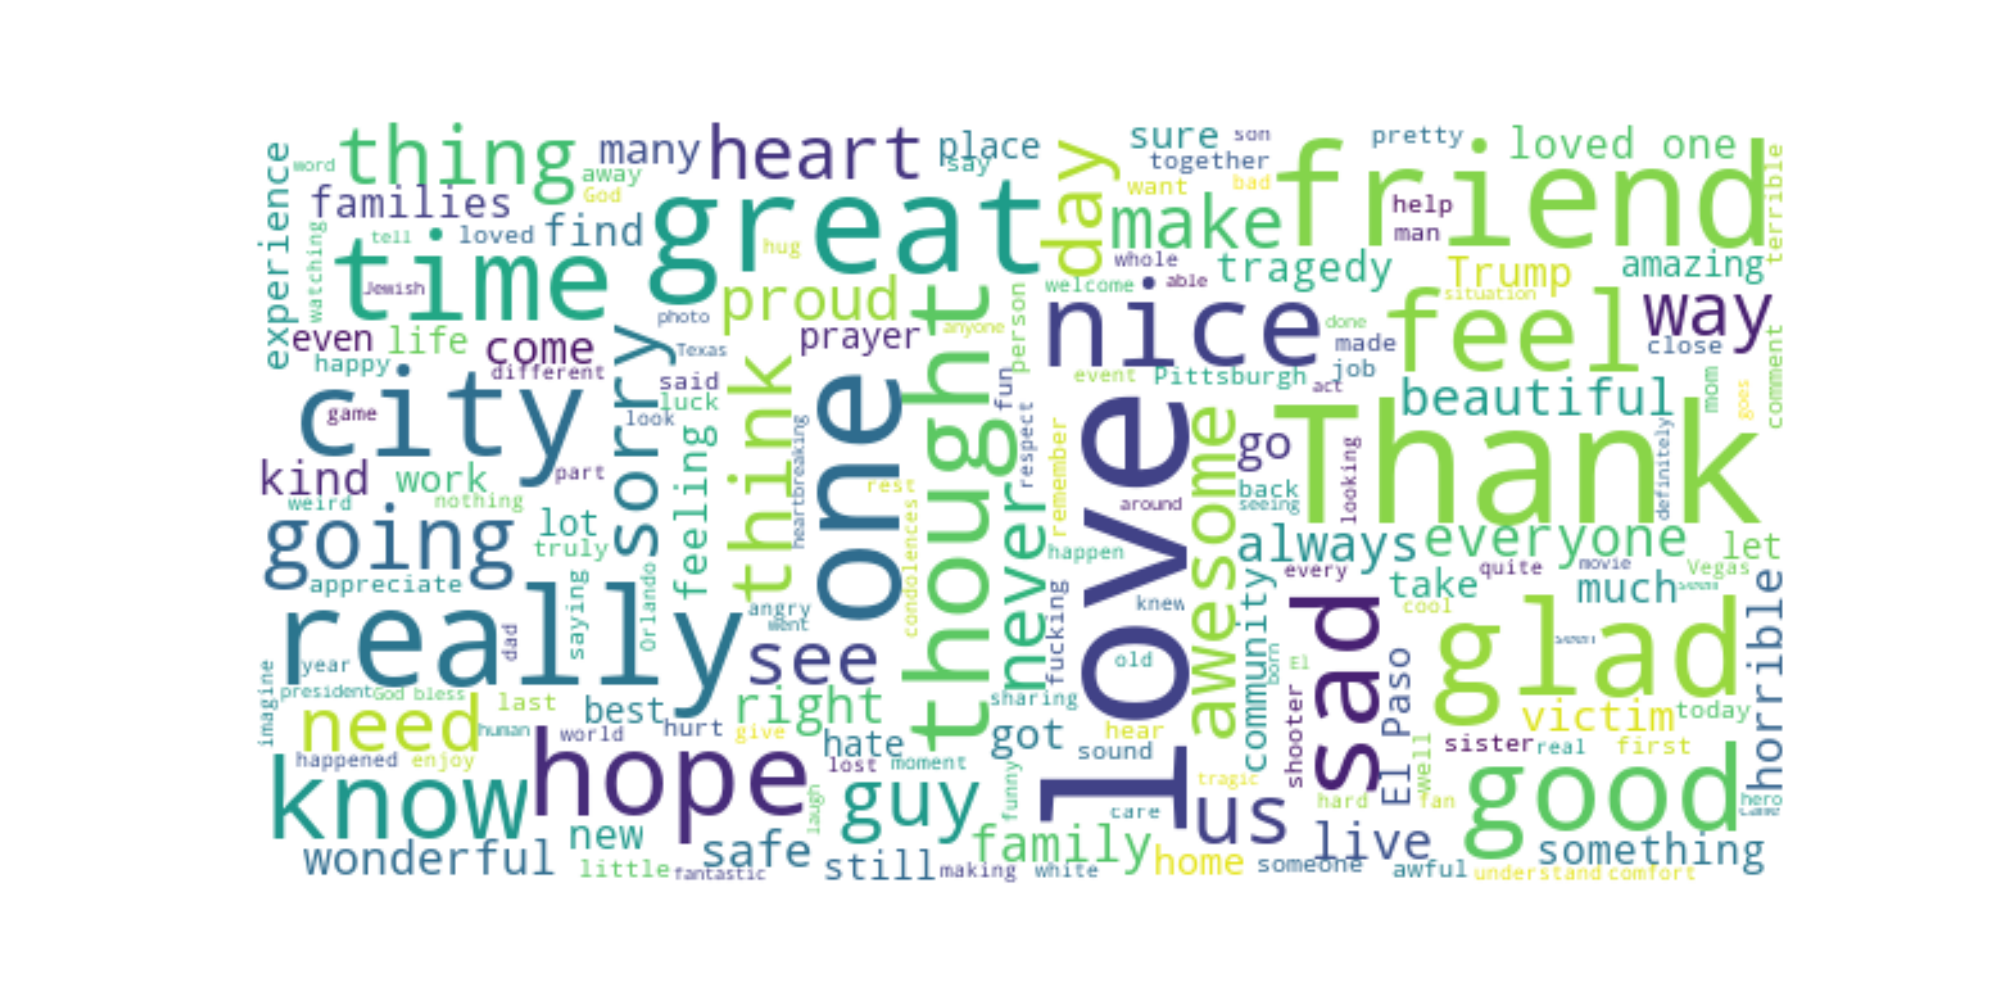 thing
many
heart
place
say
sure
son
pretty
loved one
friend
together
terrible
word
away
God
families
experience
watching
tell
loved
find
great
hug
day
want
bad
make
help
man
time
Jewish
proud
whole
welcome
able
tragedy
Trump
situation
amazing
way
even
life
come
photo
Texas
prayer
anyone
person
nice
done
made
feel
close
happy
different
city
game
sorry
said
luck
look
think
one
thought
fun
event
Pittsburgh
act
job
beautiful
mom
goes
comment
kind
work
part
feeling
heartbreaking
never
respect
remember
love
awesome
go
looking
Thank
definitely
weird
nothing
rest
condolences
around
back
seeing
going
lot
truly
happen
always
everyone
let
appreciate
saying
Orlando
fucking
knew
every
quite
movie
Vegas
take
much
cool
really
dad
angry
went
see
old
community
born
El
sad
glad
seen
horrible
imagine
year
president
God bless
last
best
right
sharing
shooter
El Paso
victim
today
need
human
world
hurt
give
hate
got
hear
sound
sister
real
first
happened
enjoy
know
hope
lost
moment
laugh
guy
funny
tragic
care
us
hard
fan
well
good
hero
came
wonderful
new
little
safe
fantastic
still
family
making
white
home
someone
live
awful
something
understand
comfort